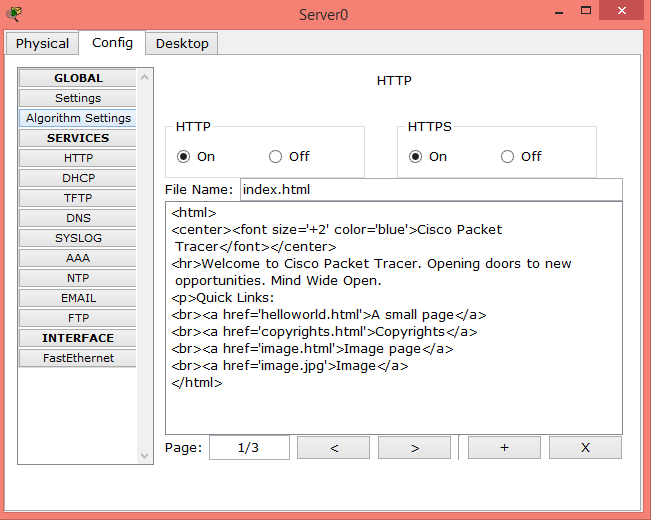 Server0
Physical Config Desktop
GLOBAL
Settings
Algorithm Settings
SERVICES
HTTP
DHCP
TFTP
DNS
SYSLOG
AAA
NTP
EMAIL
FTP
INTERFACE
FastEthernet
HTTP
HTTP
On Off
HTTPS
On Off
File Name: index.html
<html>
<center><font size='+2' color='blue'>Cisco Packet
Tracer</font></center>
<hr>Welcome to Cisco Packet Tracer. Opening doors to new
opportunities. Mind Wide Open.
<p>Quick Links:
<br><a href='helloworld.html'>A small page</a>
<br><a href='copyrights.html'>Copyrights</a>
<br><a href='image.html'>Image page</a>
<br><a href='image.jpg'>Image</a>
</html>
Page: 1/3 < > + X